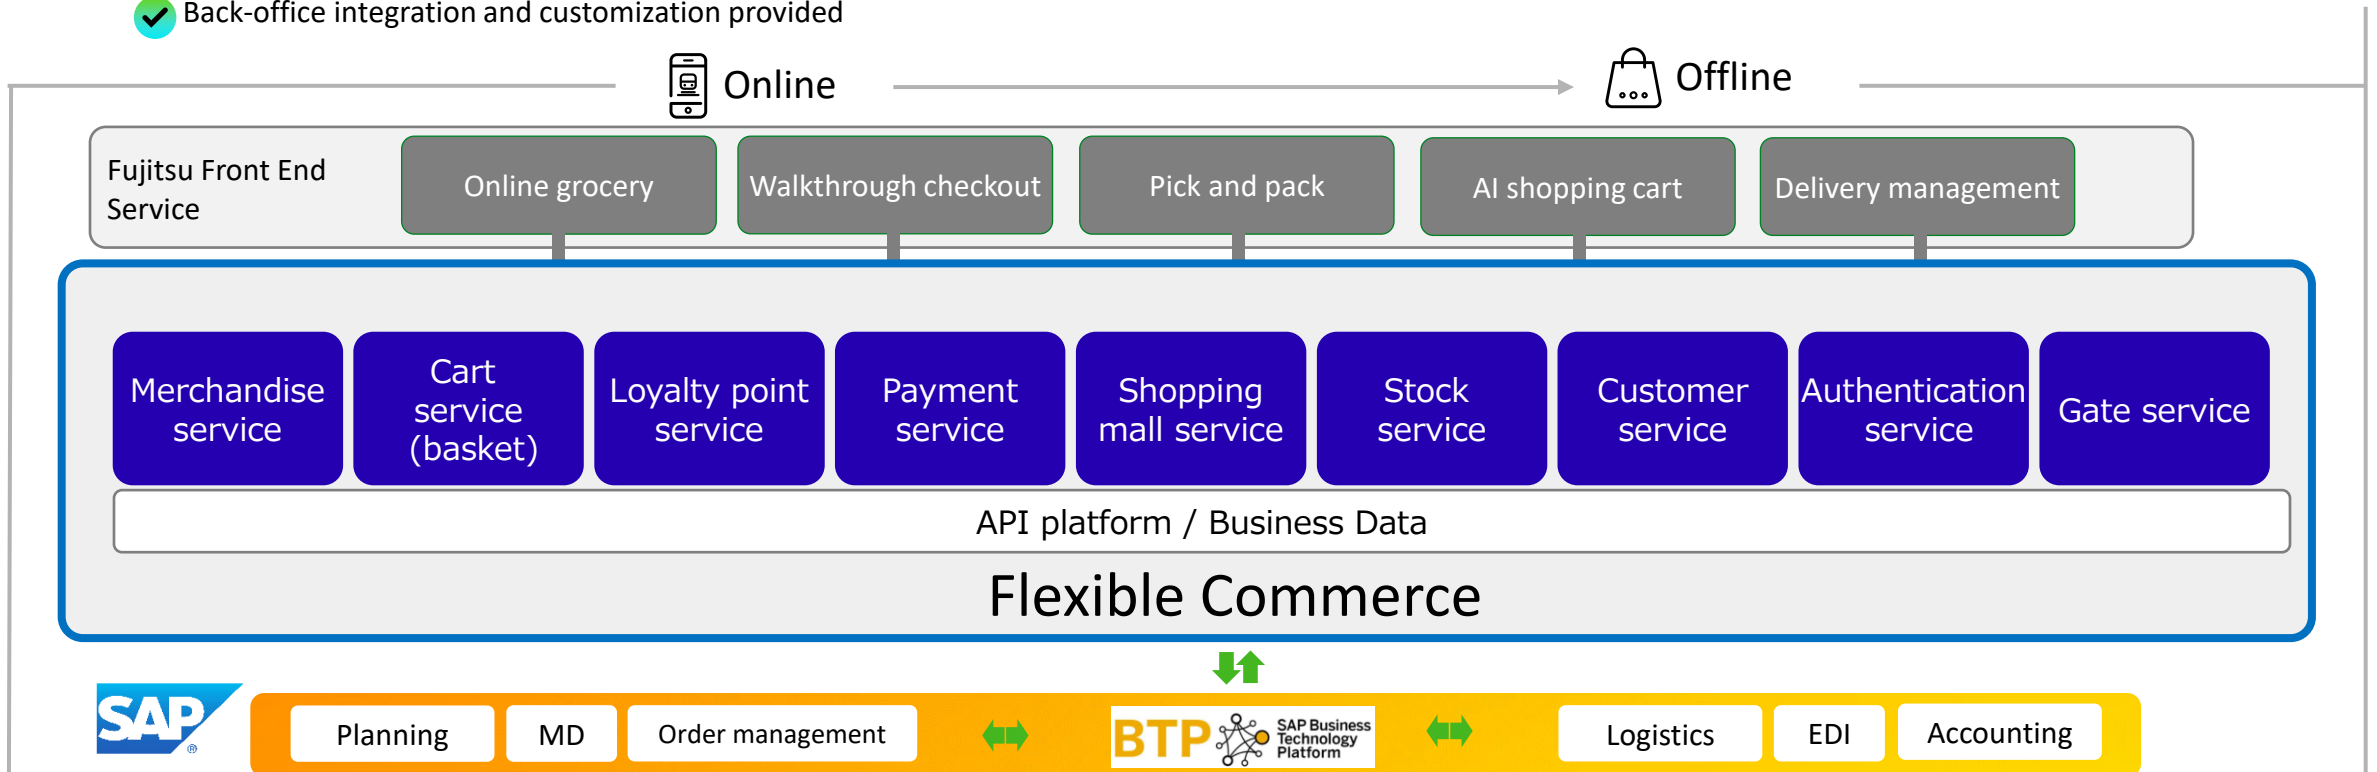 Back-office integration and customization provided
Online
Offline
Fujitsu Front End
Service
Online grocery
Walkthrough checkout
Pick and pack
AI shopping cart
Delivery management
Merchandise
service
Cart
service
(basket)
Loyalty point
service
Payment
service
Shopping
mall service
Stock
service
Customer
service
Authentication
service
Gate service
API platform / Business Data
Flexible Commerce
SAP®
Planning
MD
Order management
BTP
SAP Business
Technology
Platform
Logistics
EDI
Accounting